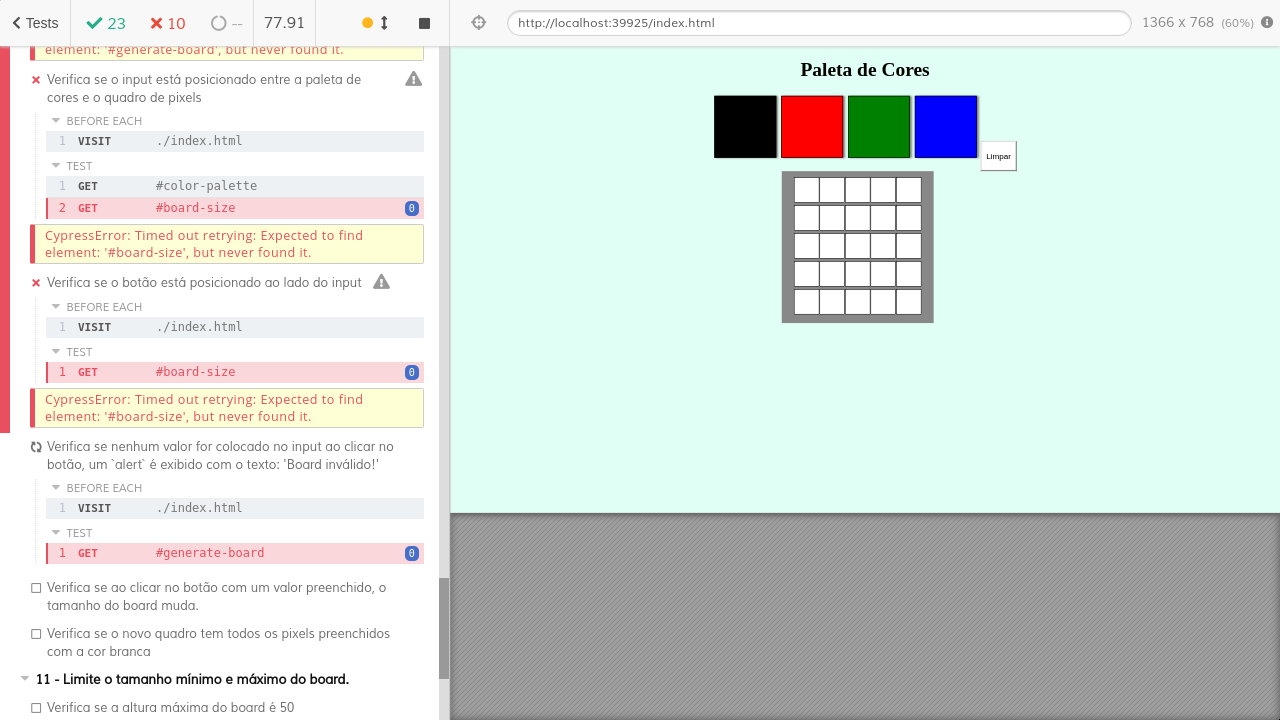 Tests
23
10
--
77.91
http://localhost:39925/index.html
1366 x 768 (60%)
element: '#generate-board', but never found it.
Verifica se o input está posicionado entre a paleta de
cores e o quadro de pixels
BEFORE EACH
1 VISIT ./index.html
TEST
1 GET #color-palette
2 GET #board-size 0
CypressError: Timed out retrying: Expected to find
element: '#board-size', but never found it.
Verifica se o botão está posicionado ao lado do input
BEFORE EACH
1 VISIT ./index.html
TEST
1 GET #board-size 0
CypressError: Timed out retrying: Expected to find
element: '#board-size', but never found it.
Verifica se nenhum valor for colocado no input ao clicar no
botão, um `alert` é exibido com o texto: 'Board inválido!'
BEFORE EACH
1 VISIT ./index.html
TEST
1 GET #generate-board 0
Verifica se ao clicar no botão com um valor preenchido, o
tamanho do board muda.
Verifica se o novo quadro tem todos os pixels preenchidos
com a cor branca
11 - Limite o tamanho mínimo e máximo do board.
Verifica se a altura máxima do board é 50
Paleta de Cores
Limpar